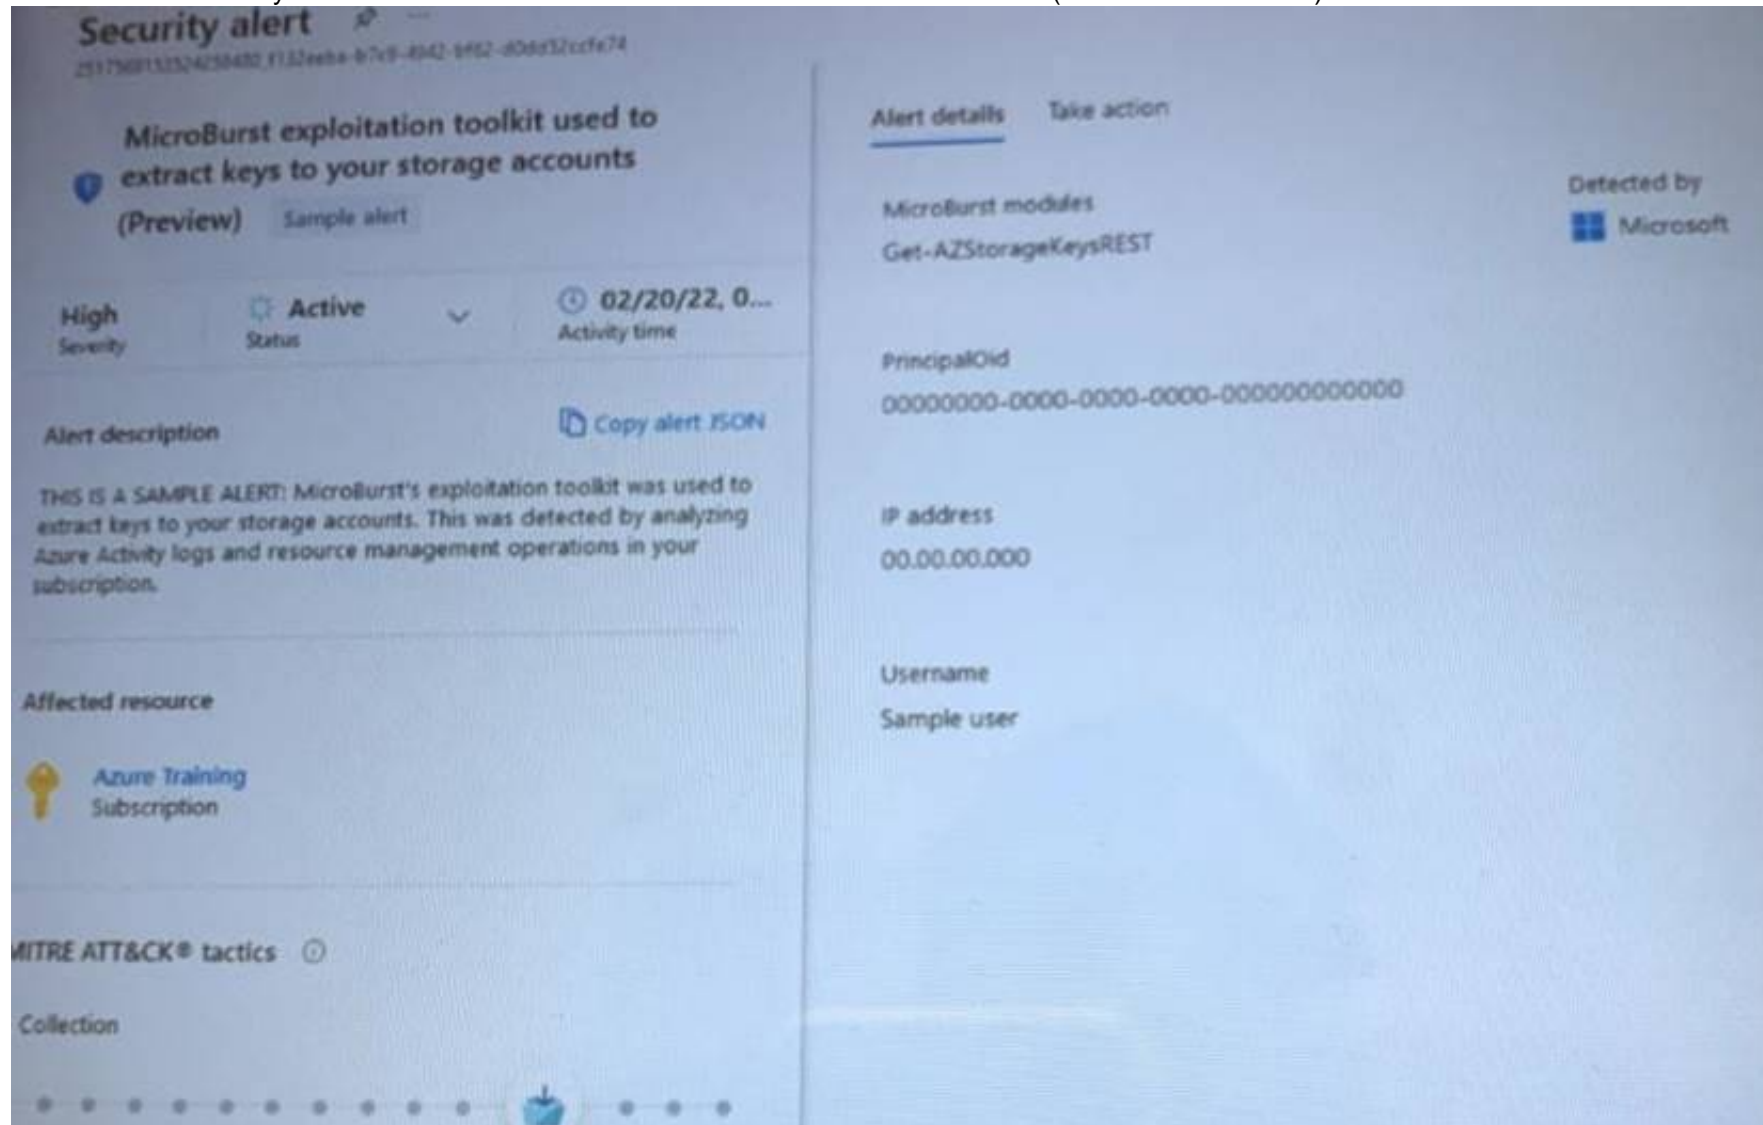 Security alert
MicroBurst exploitation toolkit used to
extract keys to your storage accounts
(Preview) Sample alert
High
Severity
Active
Status
02/20/22, 0...
Activity time
Alert description
Copy alert JSON
THIS IS A SAMPLE ALERT: MicroBurst's exploitation toolkit was used to
extract keys to your storage accounts. This was detected by analyzing
Azure Activity logs and resource management operations in your
subscription.
Affected resource
Azure Training
Subscription
MITRE ATT&CK® tactics
Collection
Alert details Take action
MicroBurst modules
Get-AZStorageKeysREST
Detected by
Microsoft
PrincipalOid
00000000-0000-0000-0000-000000000000
IP address
00.00.00.000
Username
Sample user